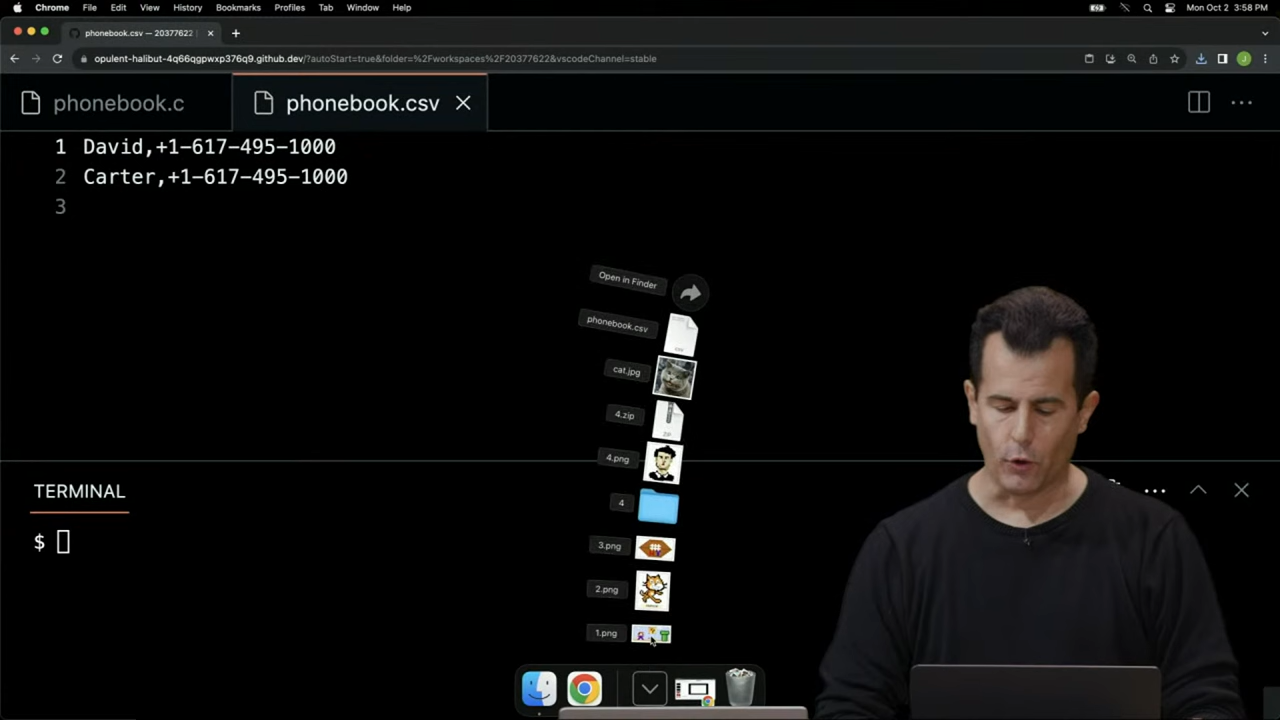 Chrome File Edit View History Bookmarks Profiles Tab Window Help Mon Oct 2 3:58 PM
phonebook.csv — 20377622
opulent-halibut-4q66qgpwxp376q9.github.dev/?autoStart=true&folder=%2Fworkspaces%2F20377622&vscodeChannel=stable
J
phonebook.c phonebook.csv
1 David,+1-617-495-1000
2 Carter,+1-617-495-1000
3
Open in Finder
phonebook.csv
cat.jpg
4.zip
ZIP
4.png
4
3.png
2.png
1.png
TERMINAL
$